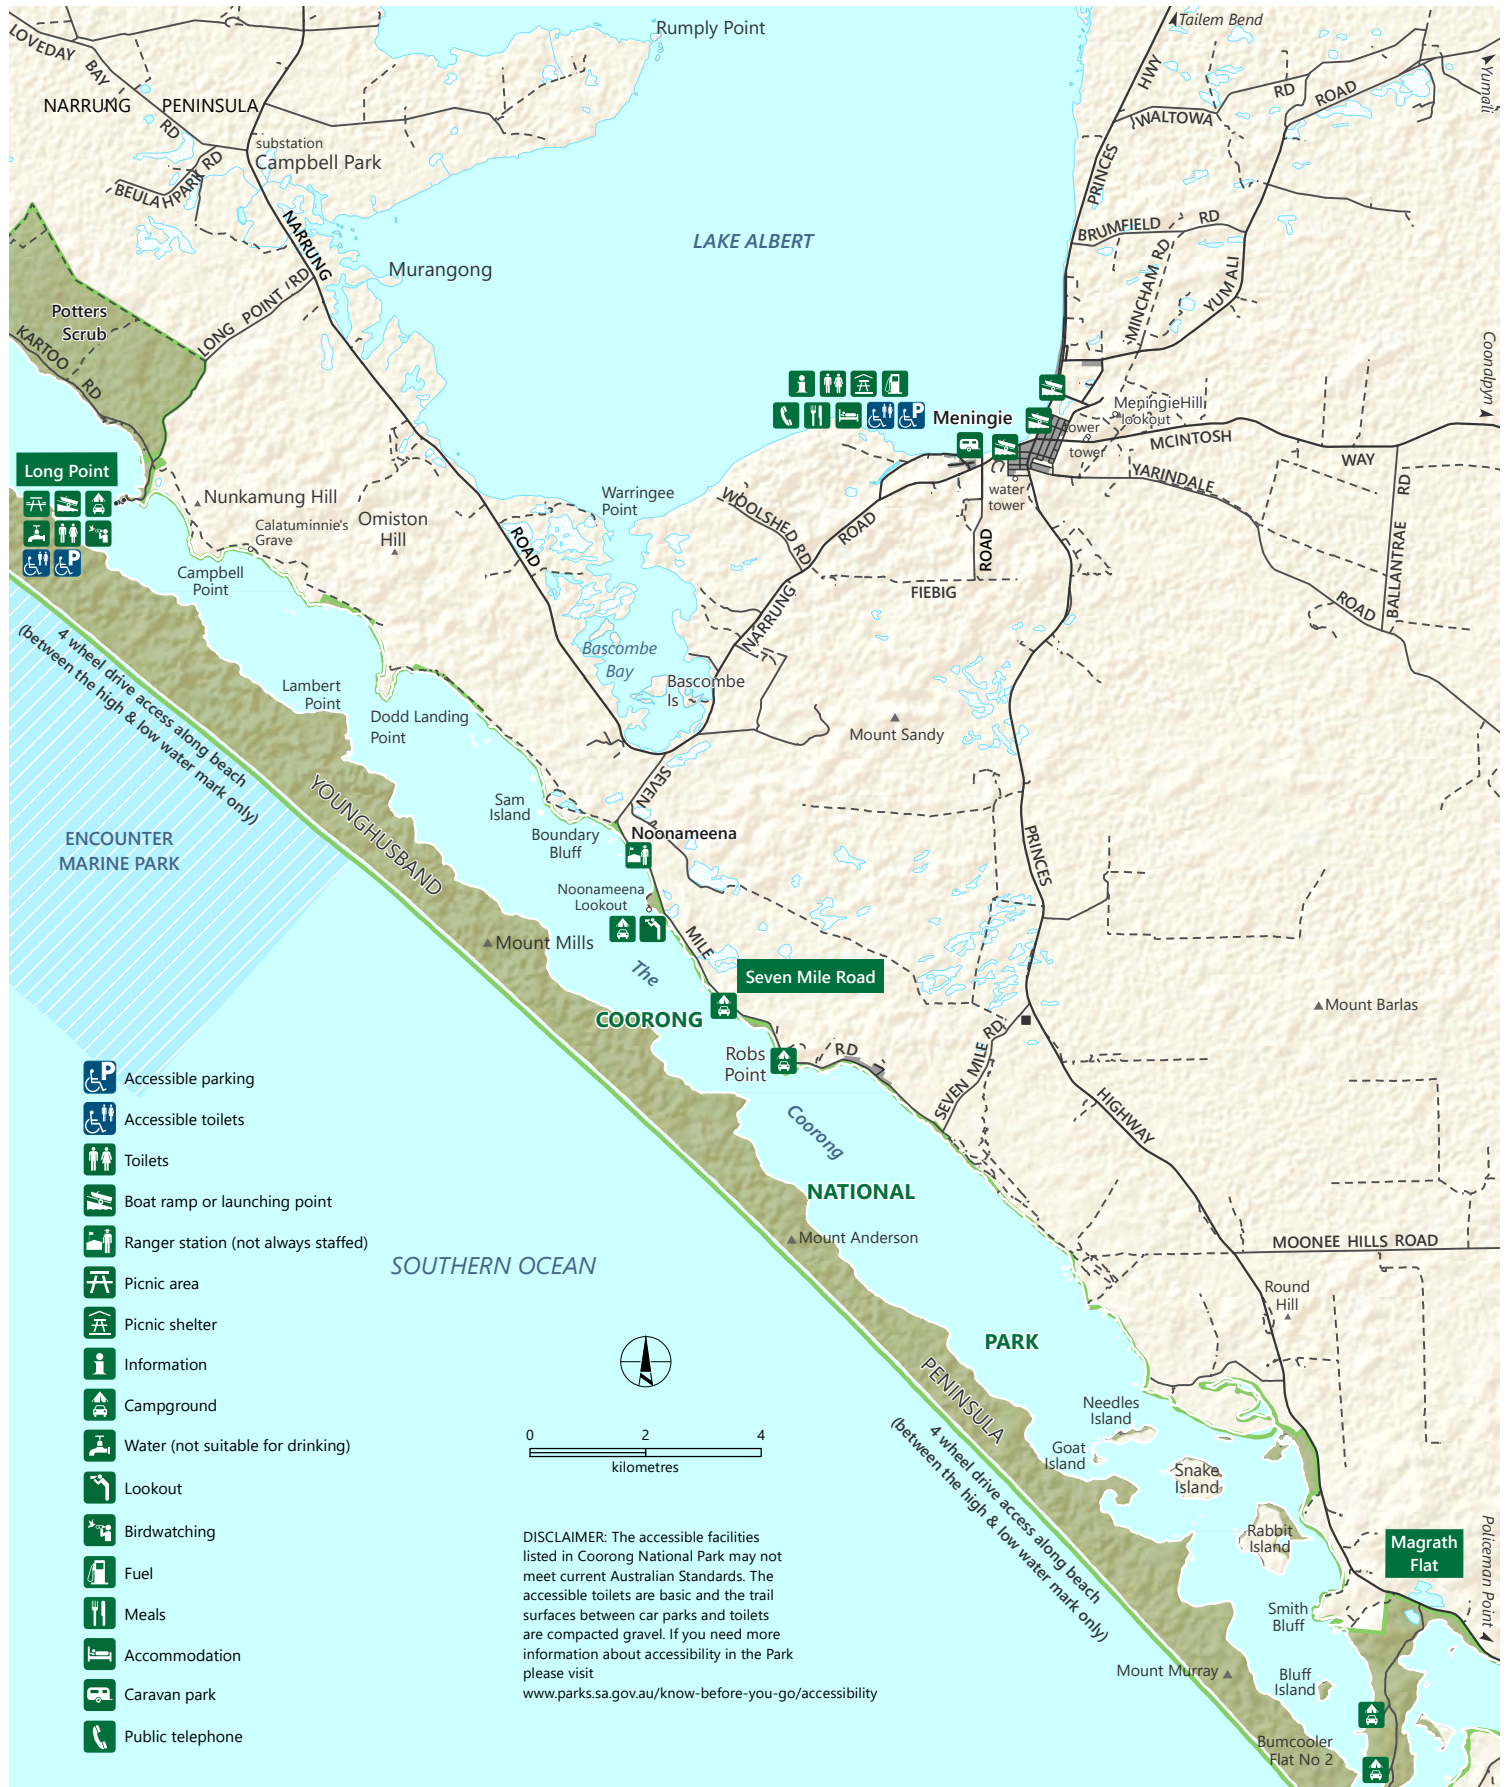 Rumply Point
Tailem Bend
LOVEDAY BAY RD
NARRUNG PENINSULA
substation
Campbell Park
BEULAHPARK RD
PRINCES HWY
WALTOWA RD
ROAD
Yumali
NARRUNG
LAKE ALBERT
BRUMFIELD RD
MINCHAM RD
YUMALI
Murangong
LONG POINT RD
Potters
Scrub
KARTOO RD
Coonalpyn
Meningie
MeningieHill
lookout
tower
tower
MCINTOSH WAY
YARINDALE
ROAD
BALLANTRAE RD
water
tower
Long Point
Nunkamung Hill
Calatuminnie's
Grave
Omiston
Hill
Campbell
Point
ROAD
Warringee
Point
WOOLSHED RD
NARRUNG ROAD
ROAD
FIEBIG
Bascombe
Bay
Bascombe
Is
4 wheel drive access along beach
(between the high & low water mark only)
Lambert
Point
Dodd Landing
Point
Mount Sandy
ENCOUNTER
MARINE PARK
YOUNGHUSBAND
Sam
Island
Boundary
Bluff
SEVEN
Noonameena
Noonameena
Lookout
MILE
PRINCES
Mount Mills
The
Seven Mile Road
COORONG
Robs
Point
RD
SEVEN MILE RD
Mount Barlas
HIGHWAY
Coorong
NATIONAL
Mount Anderson
MOONEE HILLS ROAD
Round
Hill
PARK
PENINSULA
SOUTHERN OCEAN
Needles
Island
Goat
Island
Snake
Island
Rabbit
Island
4 wheel drive access along beach
(between the high & low water mark only)
Magrath
Flat
Policeman Point
Smith
Bluff
Mount Murray
Bluff
Island
Bumcooler
Flat No 2
Accessible parking
Accessible toilets
Toilets
Boat ramp or launching point
Ranger station (not always staffed)
Picnic area
Picnic shelter
Information
Campground
Water (not suitable for drinking)
Lookout
Birdwatching
Fuel
Meals
Accommodation
Caravan park
Public telephone
0 2 4
kilometres
DISCLAIMER: The accessible facilities
listed in Coorong National Park may not
meet current Australian Standards. The
accessible toilets are basic and the trail
surfaces between car parks and toilets
are compacted gravel. If you need more
information about accessibility in the Park
please visit
www.parks.sa.gov.au/know-before-you-go/accessibility